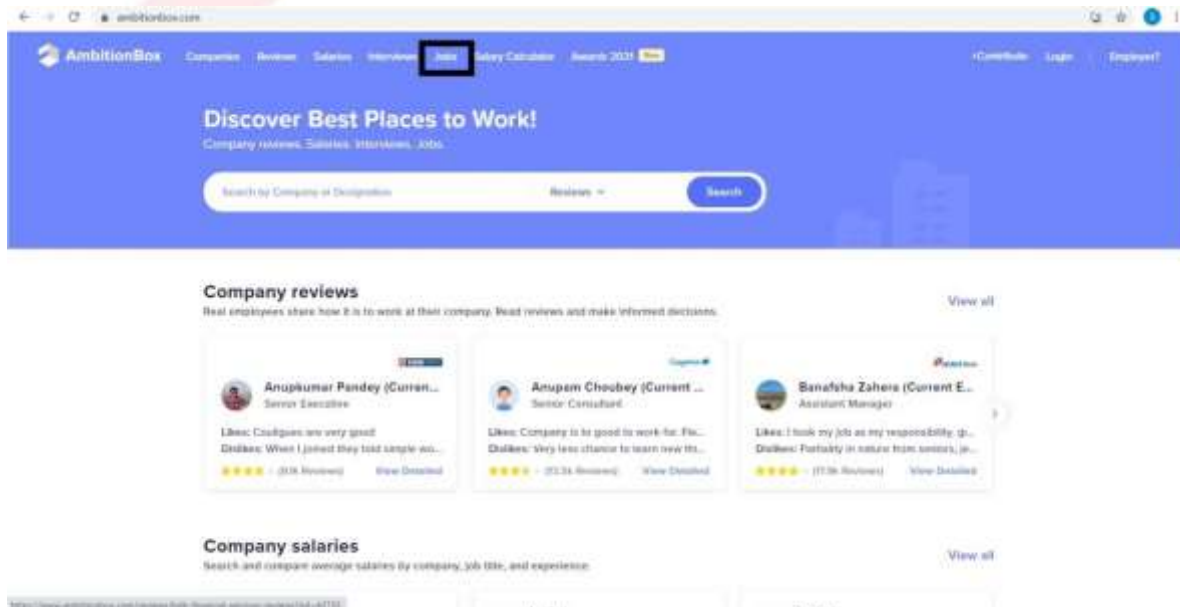 ambitionbox.com
AmbitionBox Companies Reviews Salaries Interviews Jobs Salary Calculator Awards 2021 New +Contribute Login Employer?
Discover Best Places to Work!
Company reviews. Salaries. Interviews. Jobs.
Search by Company or Designation Reviews Search
Company reviews
View all
Real employees share how it is to work at their company. Read reviews and make informed decisions.
Anupkumar Pandey (Curren...
Senior Executive
Likes: Couligues are very good
Dislikes: When I joined they told simple wo...
Reviews) View Detailed
Anupam Choubey (Current ...
Senior Consultant
Likes: Company is to good to work for. Fle...
Dislikes: Very less chance to learn new thi...
Reviews) View Detailed
Banafsha Zahera (Current E...
Assistant Manager
Likes: I took my job as my responsibility, g...
Dislikes: Partiality in nature from seniors, je...
Reviews) View Detailed
Company salaries
View all
Search and compare average salaries by company, job title, and experience.